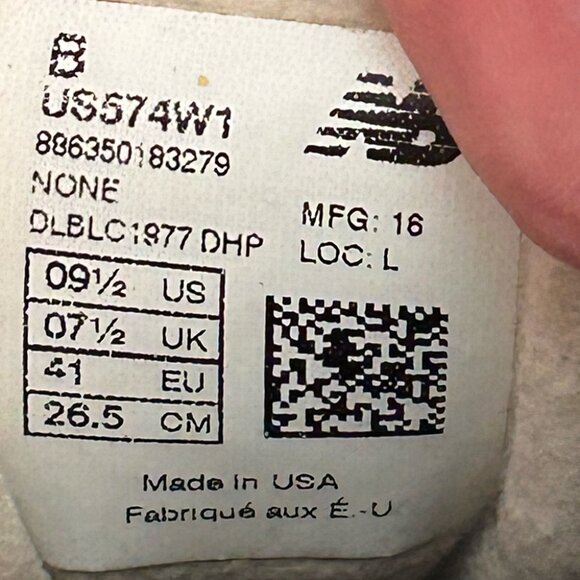 B
US574W1
886350183279
NONE
DLBLC1977 DHP
MFG: 16
LOC: L
09½ US
07½ UK
41 EU
26.5 CM
Made in USA
Fabriqué aux É.-U